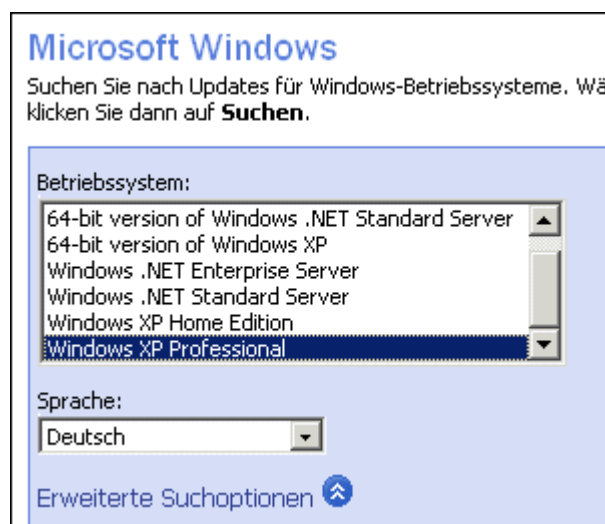 Microsoft Windows
Suchen Sie nach Updates für Windows-Betriebssysteme.
klicken Sie dann auf Suchen.
Betriebssystem:
64-bit version of Windows .NET Standard Server
64-bit version of Windows XP
Windows .NET Enterprise Server
Windows .NET Standard Server
Windows XP Home Edition
Windows XP Professional
Sprache:
Deutsch
Erweiterte Suchoptionen